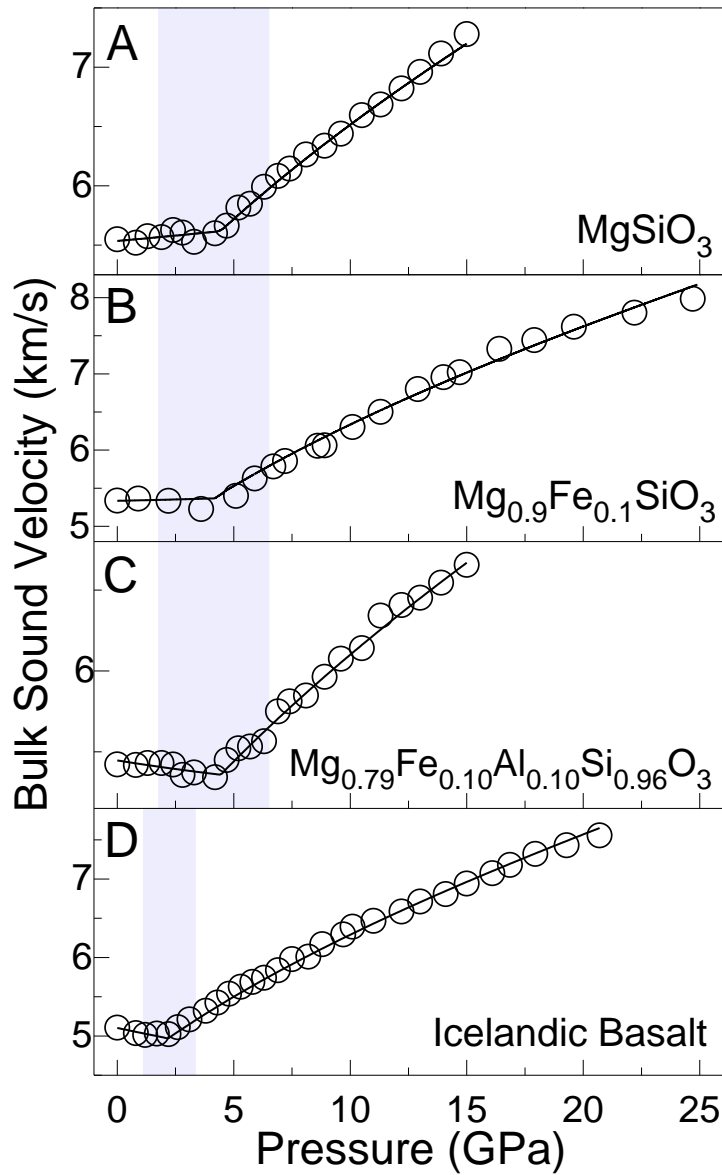 A
7
6
MgSiO3
B
8
7
6
5
Mg0.9Fe0.1SiO3
C
6
Mg0.79Fe0.10Al0.10Si0.96O3
D
7
6
5
Icelandic Basalt
0 5 10 15 20 25
Pressure (GPa)
Bulk Sound Velocity (km/s)